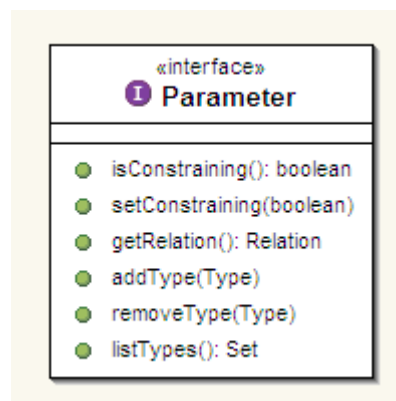 «interface»
I Parameter
isConstraining(): boolean
setConstraining(boolean)
getRelation(): Relation
addType(Type)
removeType(Type)
listTypes(): Set